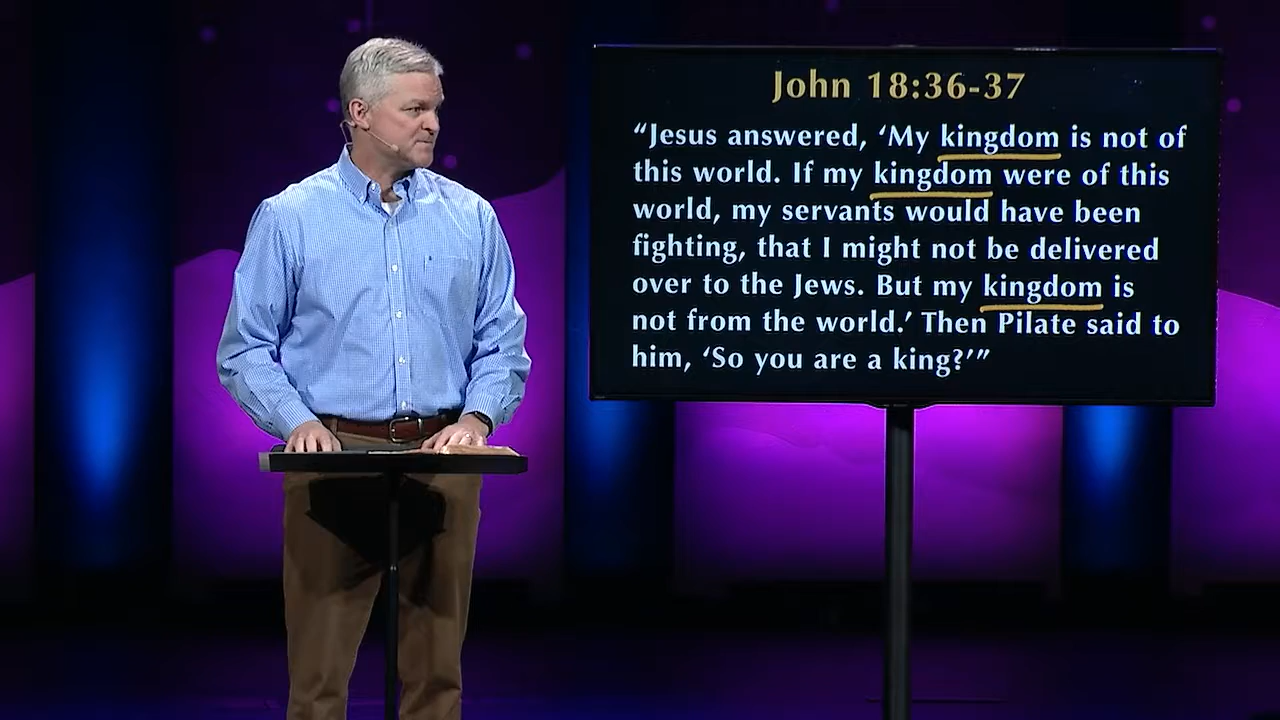 John 18:36-37
“Jesus answered, ‘My kingdom is not of
this world. If my kingdom were of this
world, my servants would have been
fighting, that I might not be delivered
over to the Jews. But my kingdom is
not from the world.’ Then Pilate said to
him, ‘So you are a king?’”